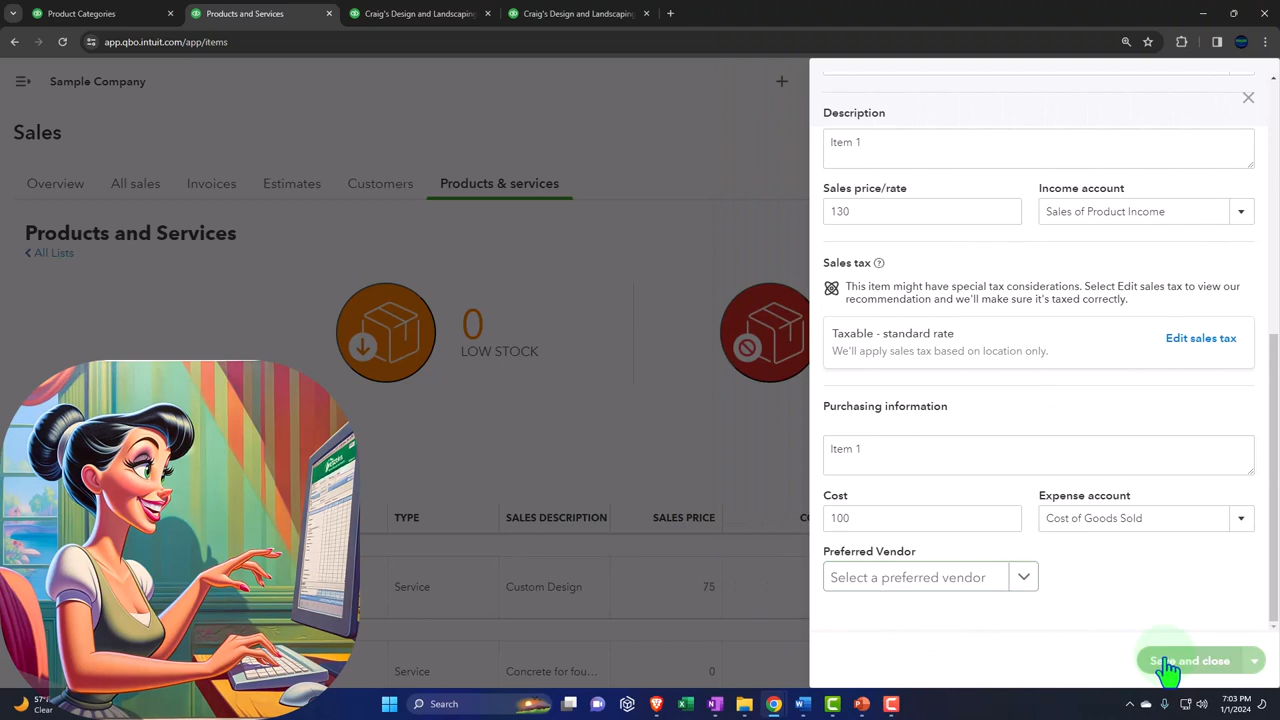 Product Categories
Products and Services
Craig's Design and Landscaping
Craig's Design and Landscaping
app.qbo.intuit.com/app/items
Sample Company
Sales
Overview
All sales
Invoices
Estimates
Customers
Products & services
Products and Services
All Lists
0
LOW STOCK
TYPE
SALES DESCRIPTION
SALES PRICE
Service
Custom Design
75
Service
Concrete for fou...
0
Description
Item 1
Sales price/rate
Income account
130
Sales of Product Income
Sales tax
This item might have special tax considerations. Select Edit sales tax to view our
recommendation and we'll make sure it's taxed correctly.
Taxable - standard rate
Edit sales tax
We'll apply sales tax based on location only.
Purchasing information
Item 1
Cost
Expense account
100
Cost of Goods Sold
Preferred Vendor
Select a preferred vendor
Save and close
57°F
Clear
Search
7:03 PM
1/1/2024